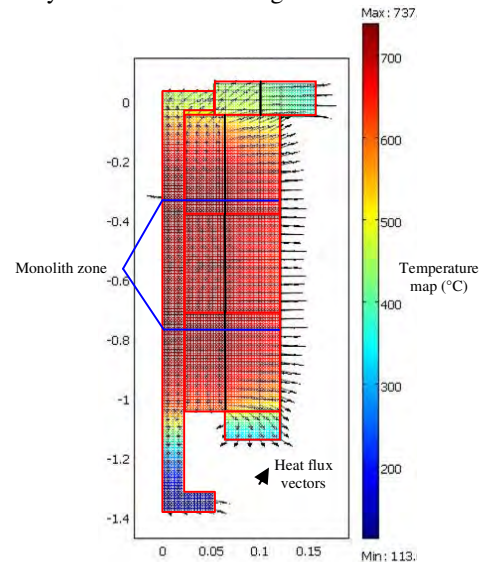 Max: 737.
700
0
-0.2
600
-0.4
500
Monolith zone
-0.6
Temperature
map (°C)
400
-0.8
300
-1
-1.2
Heat flux
vectors
200
-1.4
0 0.05 0.1 0.15
Min: 113.